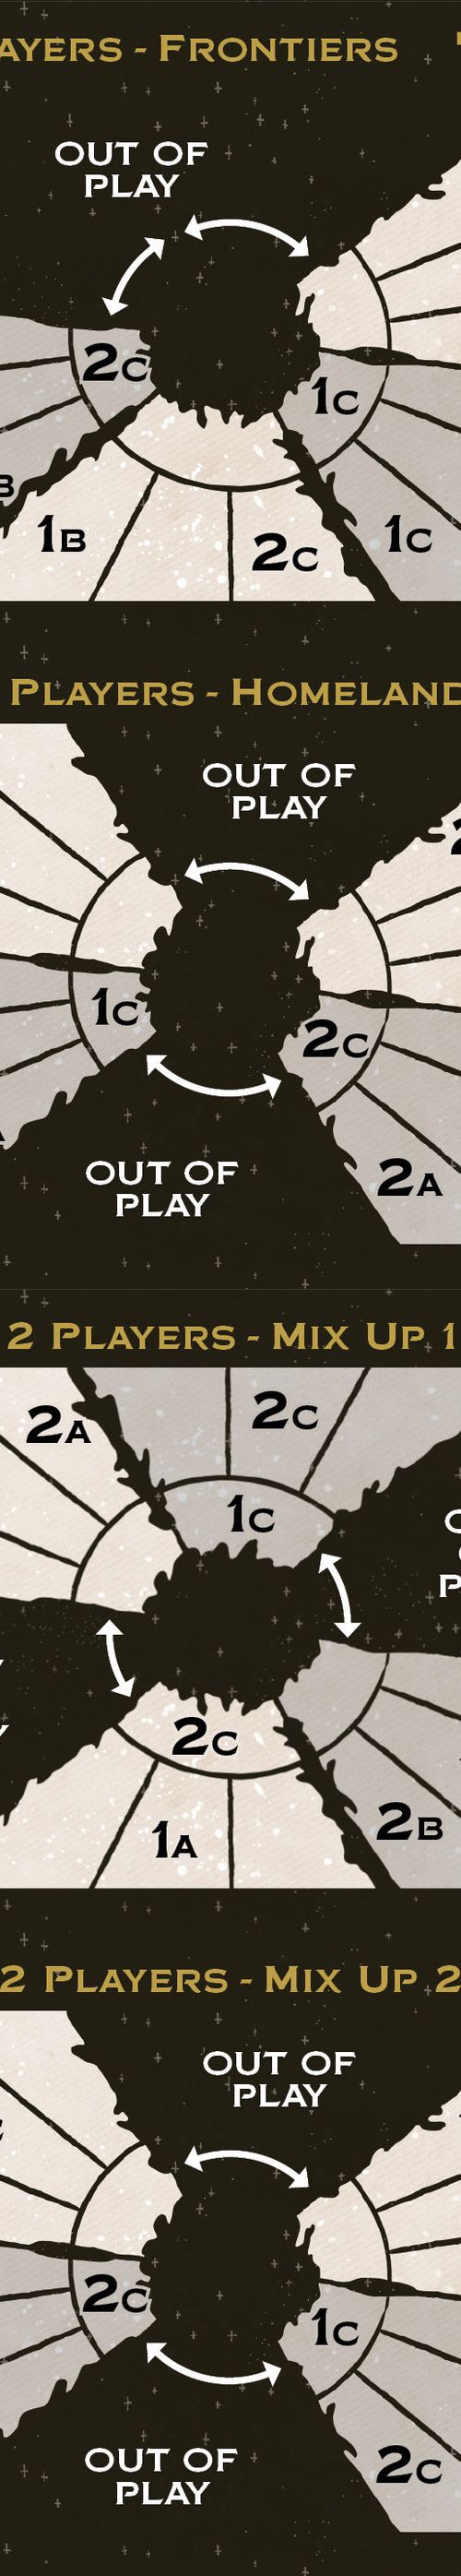 AYERS - FRONTIERS
OUT OF
PLAY
2C
1C
B
1B
2C
1C
PLAYERS - HOMELAND
OUT OF
PLAY
2
1C
2C
A
2A
OUT OF
PLAY
2 PLAYERS - MIX UP 1
2A
2C
1C
P
2C
2B
1A
2 PLAYERS - MIX UP 2
OUT OF
PLAY
2C
1C
OUT OF
PLAY
2C